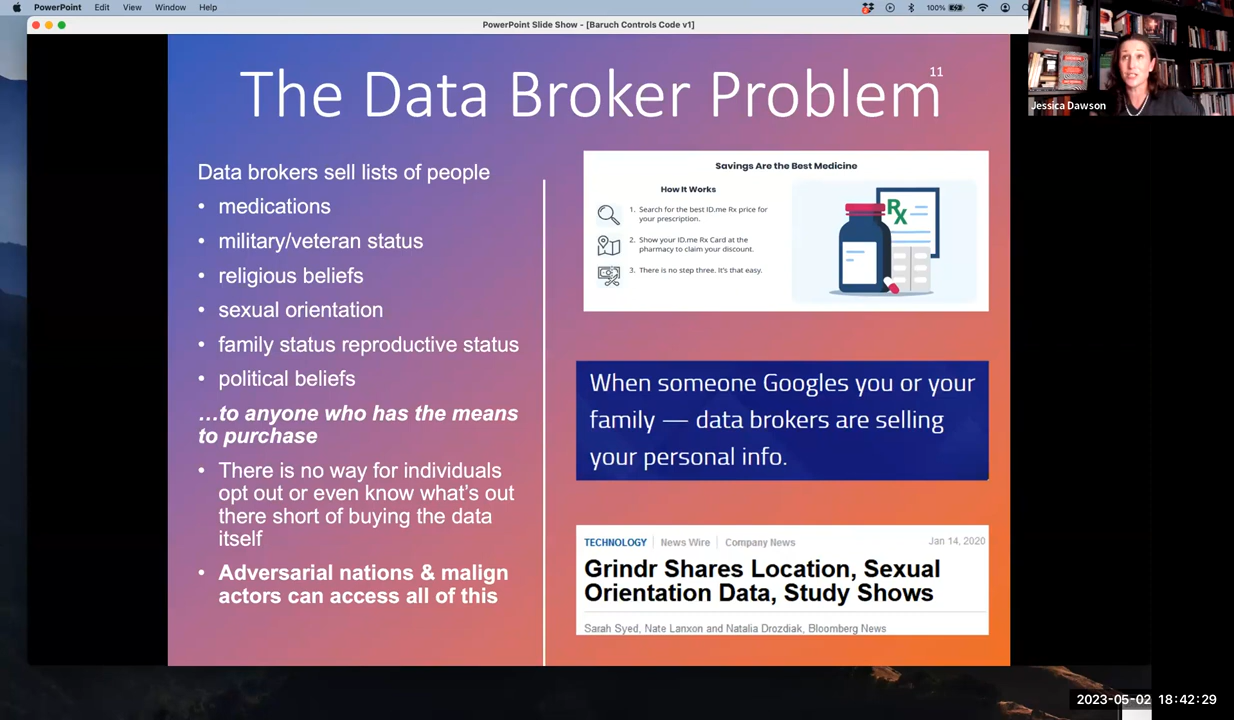 PowerPoint Edit View Window Help
100%
PowerPoint Slide Show - [Baruch Controls Code v1]
Jessica Dawson
11
The Data Broker Problem
Data brokers sell lists of people
• medications
• military/veteran status
• religious beliefs
• sexual orientation
• family status reproductive status
• political beliefs
…to anyone who has the means
to purchase
• There is no way for individuals
opt out or even know what's out
there short of buying the data
itself
• Adversarial nations & malign
actors can access all of this
Savings Are the Best Medicine
How It Works
1. Search for the best ID.me Rx price for
your prescription.
2. Show your ID.me Rx Card at the
pharmacy to claim your discount.
3. There is no step three. It's that easy.
Rx
When someone Googles you or your
family — data brokers are selling
your personal info.
TECHNOLOGY News Wire Company News Jan 14, 2020
Grindr Shares Location, Sexual
Orientation Data, Study Shows
Sarah Syed, Nate Lanxon and Natalia Drozdiak, Bloomberg News
2023-05-02 18:42:29